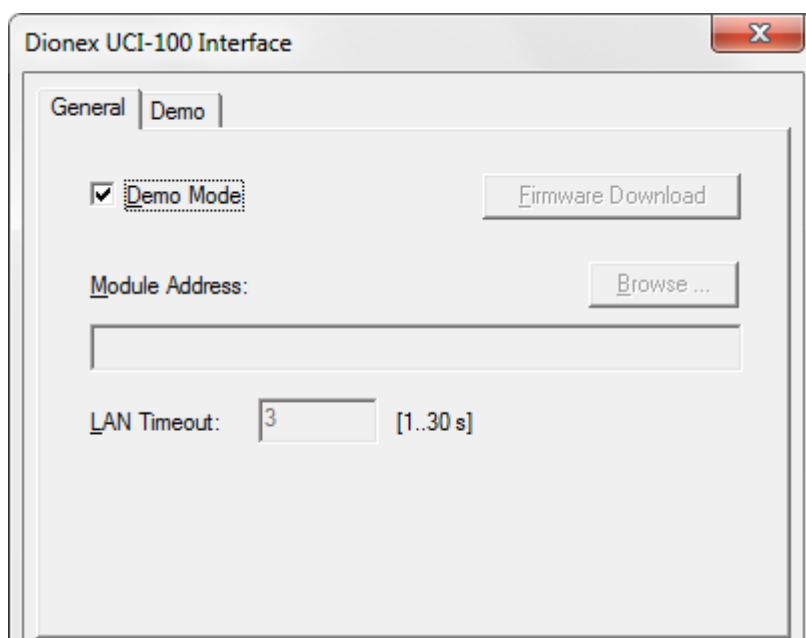 Dionex UCI-100 Interface
General Demo
Demo Mode Firmware Download
Module Address: Browse ...
LAN Timeout: 3 [1..30 s]